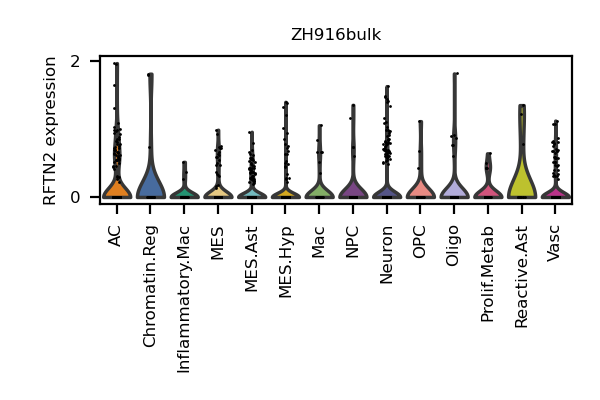 ZH916bulk
RFTN2 expression
2
0
AC
Chromatin.Reg
Inflammatory.Mac
MES
MES.Ast
MES.Hyp
Mac
NPC
Neuron
OPC
Oligo
Prolif.Metab
Reactive.Ast
Vasc